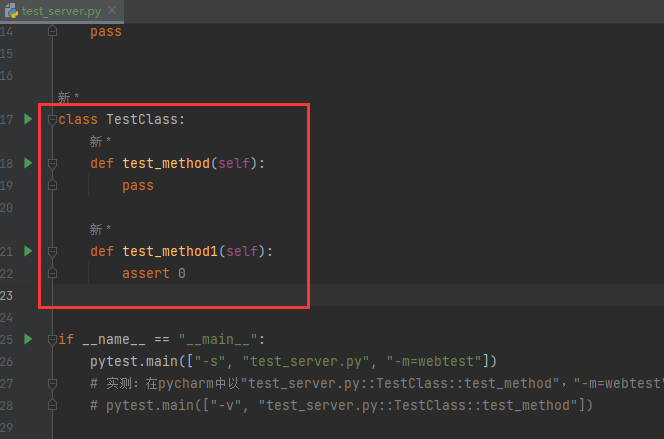 test_server.py
14 pass
15
16
新 *
17 class TestClass:
新 *
18 def test_method(self):
19 pass
20
新 *
21 def test_method1(self):
22 assert 0
23
24
25 if __name__ == "__main__":
26 pytest.main(["-s", "test_server.py", "-m=webtest"])
27 # 实测：在pycharm中以"test_server.py::TestClass::test_method"，"-m=webtest"
28 # pytest.main(["-v", "test_server.py::TestClass::test_method"])
29